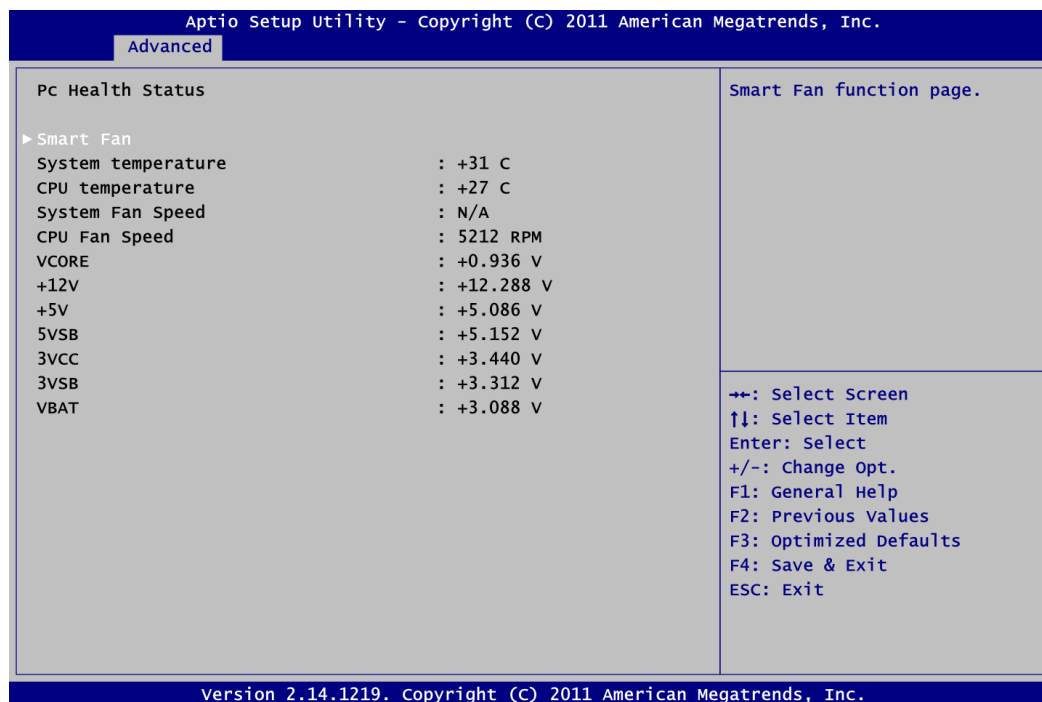 Aptio Setup Utility - Copyright (C) 2011 American Megatrends, Inc.
Advanced
Pc Health Status
Smart Fan
System temperature : +31 C
CPU temperature : +27 C
System Fan Speed : N/A
CPU Fan Speed : 5212 RPM
VCORE : +0.936 V
+12V : +12.288 V
+5V : +5.086 V
5VSB : +5.152 V
3VCC : +3.440 V
3VSB : +3.312 V
VBAT : +3.088 V
Smart Fan function page.
→←: Select Screen
↑↓: Select Item
Enter: Select
+/-: Change Opt.
F1: General Help
F2: Previous Values
F3: Optimized Defaults
F4: Save & Exit
ESC: Exit
Version 2.14.1219. Copyright (C) 2011 American Megatrends, Inc.